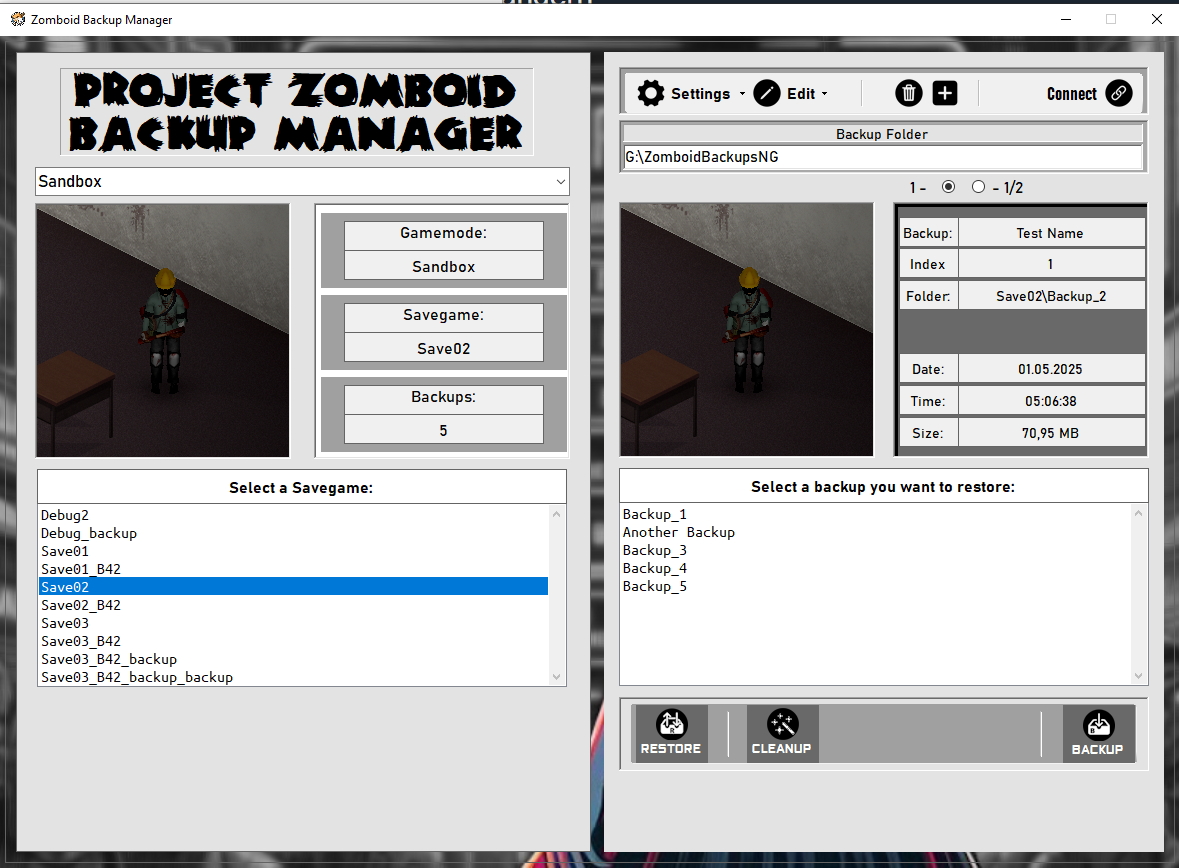 Zomboid Backup Manager
PROJECT ZOMBOID
BACKUP MANAGER
Sandbox
Gamemode:
Sandbox
Savegame:
Save02
Backups:
5
Select a Savegame:
Debug2
Debug_backup
Save01
Save01_B42
Save02
Save02_B42
Save03
Save03_B42
Save03_B42_backup
Save03_B42_backup_backup
Settings Edit Connect
Backup Folder
G:\ZomboidBackupsNG
1 - - 1/2
Backup: Test Name
Index 1
Folder: Save02\Backup_2
Date: 01.05.2025
Time: 05:06:38
Size: 70,95 MB
Select a backup you want to restore:
Backup_1
Another Backup
Backup_3
Backup_4
Backup_5
RESTORE CLEANUP BACKUP